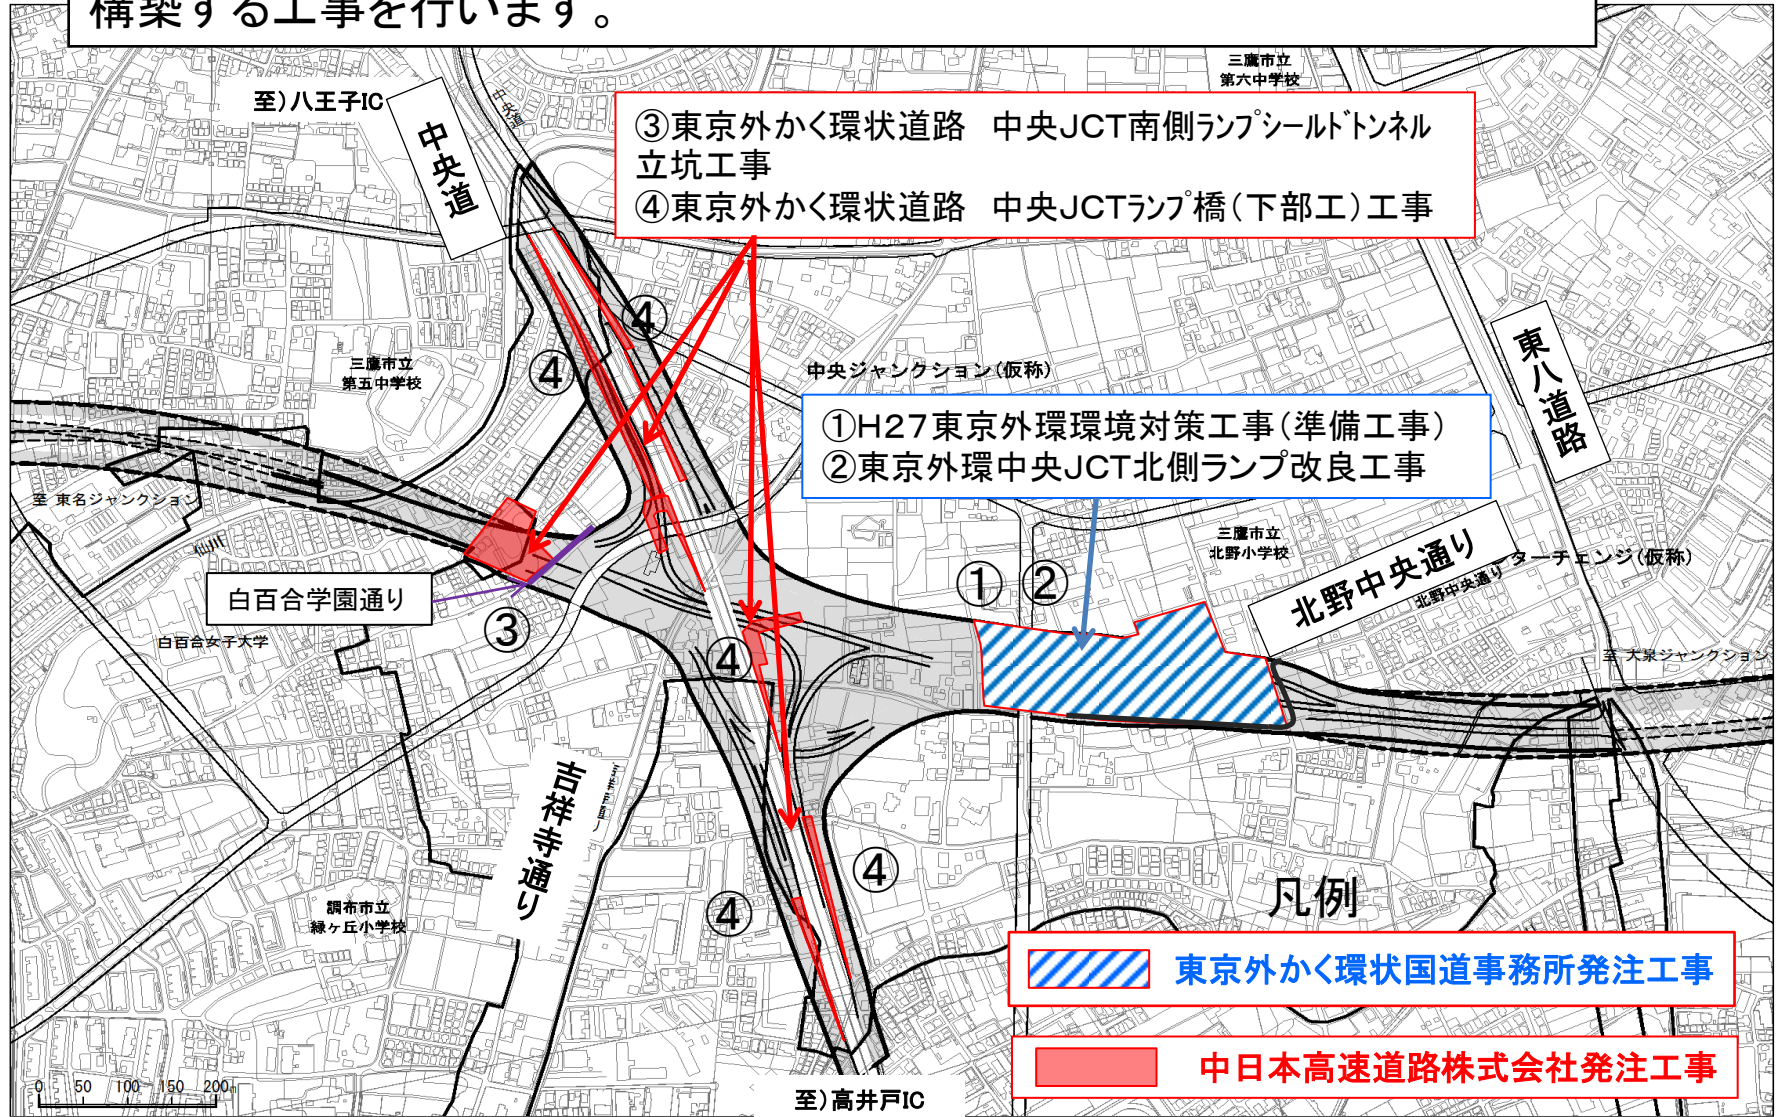 構築する工事を行います。
三鷹市立
第六中学校
至)八王子IC
中央道
中央道
③東京外かく環状道路　中央JCT南側ランプシールドトンネル
立坑工事
④東京外かく環状道路　中央JCTランプ橋(下部工)工事
④
④
三鷹市立
第五中学校
中央ジャンクション(仮称)
東八道路
①H27東京外環環境対策工事(準備工事)
②東京外環中央JCT北側ランプ改良工事
至 東名ジャンクション
仙川
三鷹市立
北野小学校
北野中央通り
ターチェンジ(仮称)
北野中央通り
①
②
白百合学園通り
③
白百合女子大学
④
至 大泉ジャンクション
吉祥寺通り
④
④
調布市立
緑ヶ丘小学校
凡例
東京外かく環状国道事務所発注工事
中日本高速道路株式会社発注工事
0 50 100 150 200m
至)高井戸IC